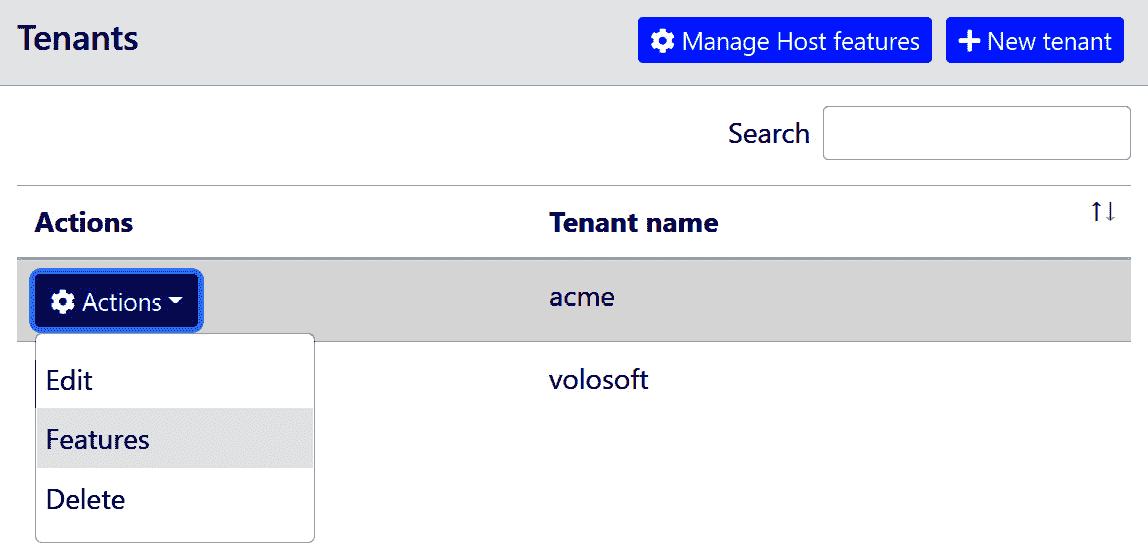 Tenants
Manage Host features
New tenant
Search
Actions Tenant name
Actions acme
volosoft
Edit
Features
Delete